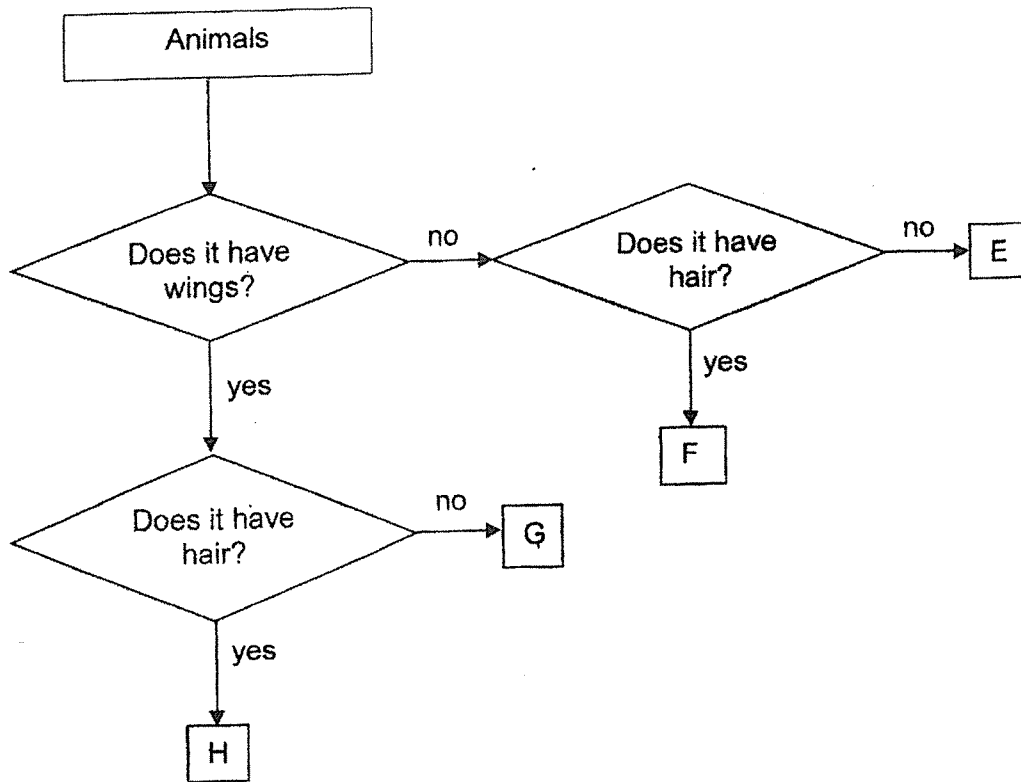 Animals
Does it have
wings?
no
Does it have
hair?
no
E
yes
F
yes
Does it have
hair?
no
G
yes
H